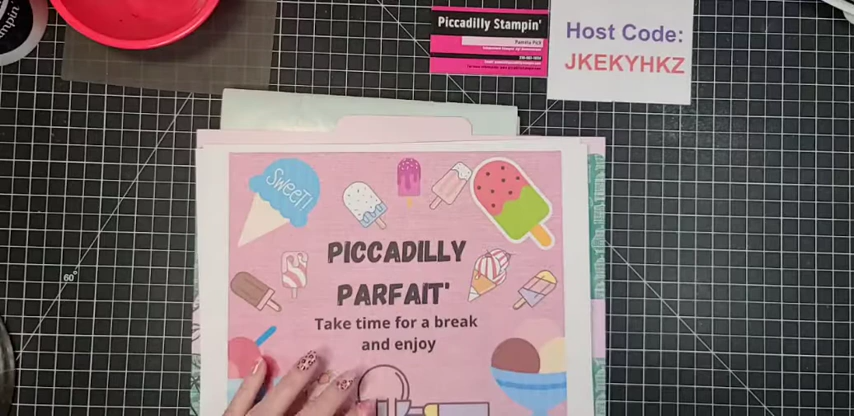 Piccadilly Stampin'
Host Code:
JKEKYHKZ
SWEET!
PICCADILLY
PARFAIT'
Take time for a break
and enjoy
60°